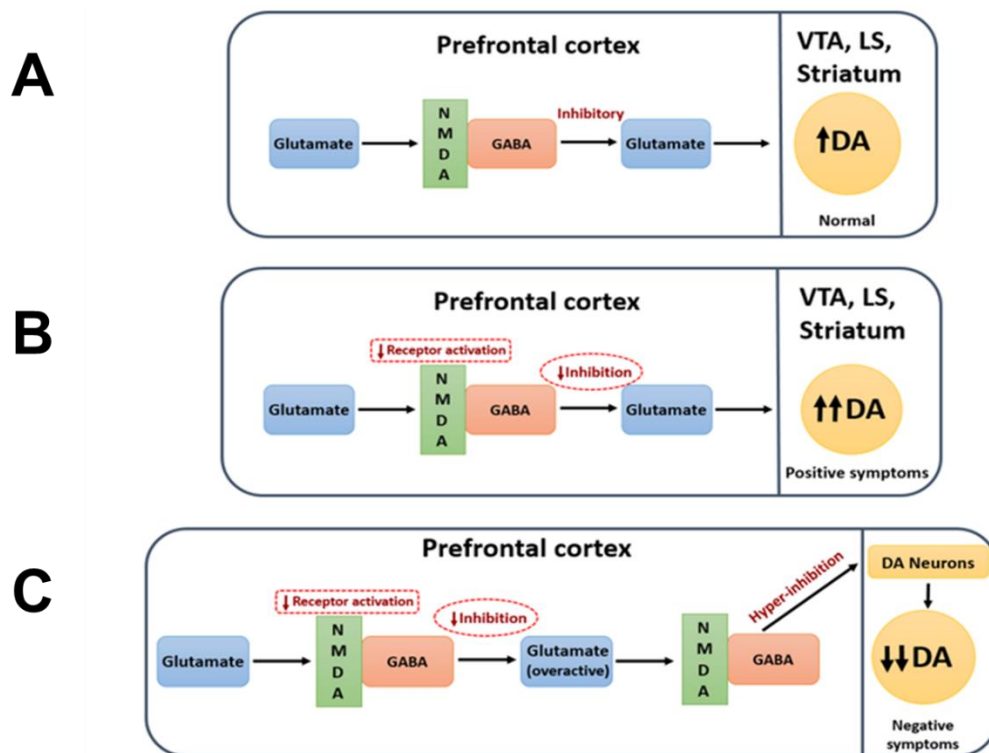 A
Prefrontal cortex
VTA, LS,
Striatum
Glutamate
N
M
D
A
GABA
Inhibitory
Glutamate
↑DA
Normal
B
Prefrontal cortex
VTA, LS,
Striatum
↓ Receptor activation
Glutamate
N
M
D
A
GABA
↓Inhibition
Glutamate
↑↑DA
Positive symptoms
C
Prefrontal cortex
↓ Receptor activation
Glutamate
N
M
D
A
GABA
↓Inhibition
Glutamate
(overactive)
N
M
D
A
GABA
Hyper-inhibition
DA Neurons
↓↓DA
Negative
symptoms